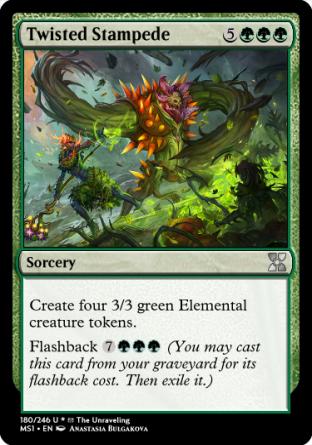 Twisted Stampede 5
Sorcery
Create four 3/3 green Elemental
creature tokens.
Flashback 7 (You may cast
this card from your graveyard for its
flashback cost. Then exile it.)
180/246 U * The Unraveling
MS1 • EN Anastasia Bulgakova